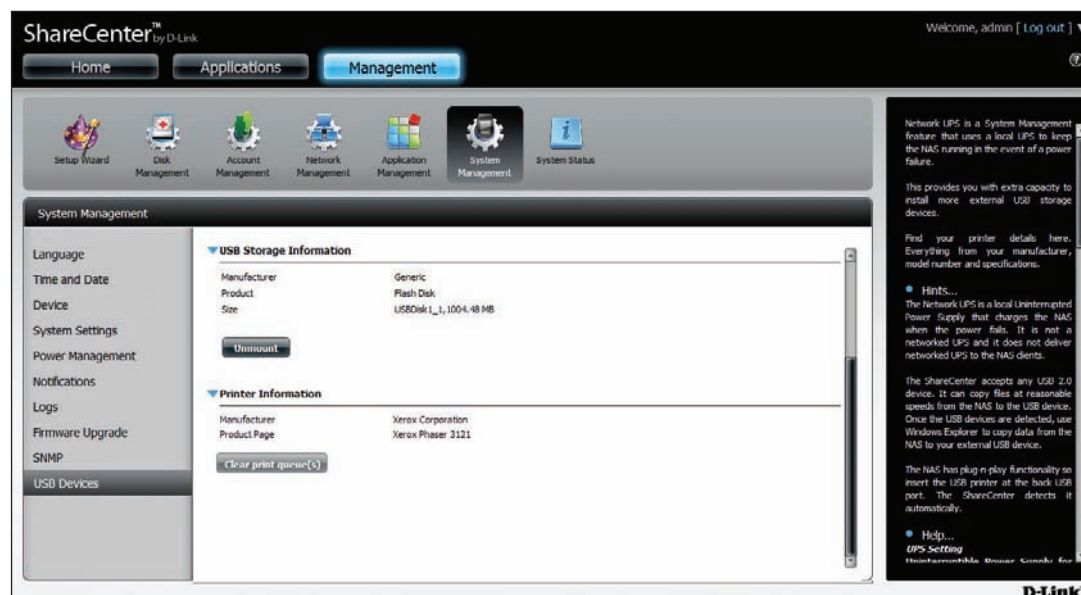 ShareCenter™ by D-Link
Welcome, admin [ Log out ]
Home
Applications
Management
Setup Wizard
Disk Management
Account Management
Network Management
Application Management
System Management
System Status
System Management
Language
Time and Date
Device
System Settings
Power Management
Notifications
Logs
Firmware Upgrade
SNMP
USB Devices
USB Storage Information
Manufacturer Generic
Product Flash Disk
Size USBDisk1_1,1004.48 MB
Unmount
Printer Information
Manufacturer Xerox Corporation
Product Page Xerox Phaser 3121
Clear print queue(s)
Network UPS is a System Management
feature that uses a local UPS to keep
the NAS running in the event of a power
failure.
This provides you with extra capacity to
install more external USB storage
devices.
Find your printer details here.
Everything from your manufacturer,
model number and specifications.
Hints...
The Network UPS is a local Uninterrupted
Power Supply that charges the NAS
when the power fails. It is not a
networked UPS and it does not deliver
networked UPS to the NAS clients.
The ShareCenter accepts any USB 2.0
device. It can copy files at reasonable
speeds from the NAS to the USB device.
Once the USB devices are detected, use
Windows Explorer to copy data from the
NAS to your external USB device.
The NAS has plug-n-play functionality so
insert the USB printer at the back USB
port. The ShareCenter detects it
automatically.
Help...
UPS Setting
Uninterruptible Power Supply for
D-Link